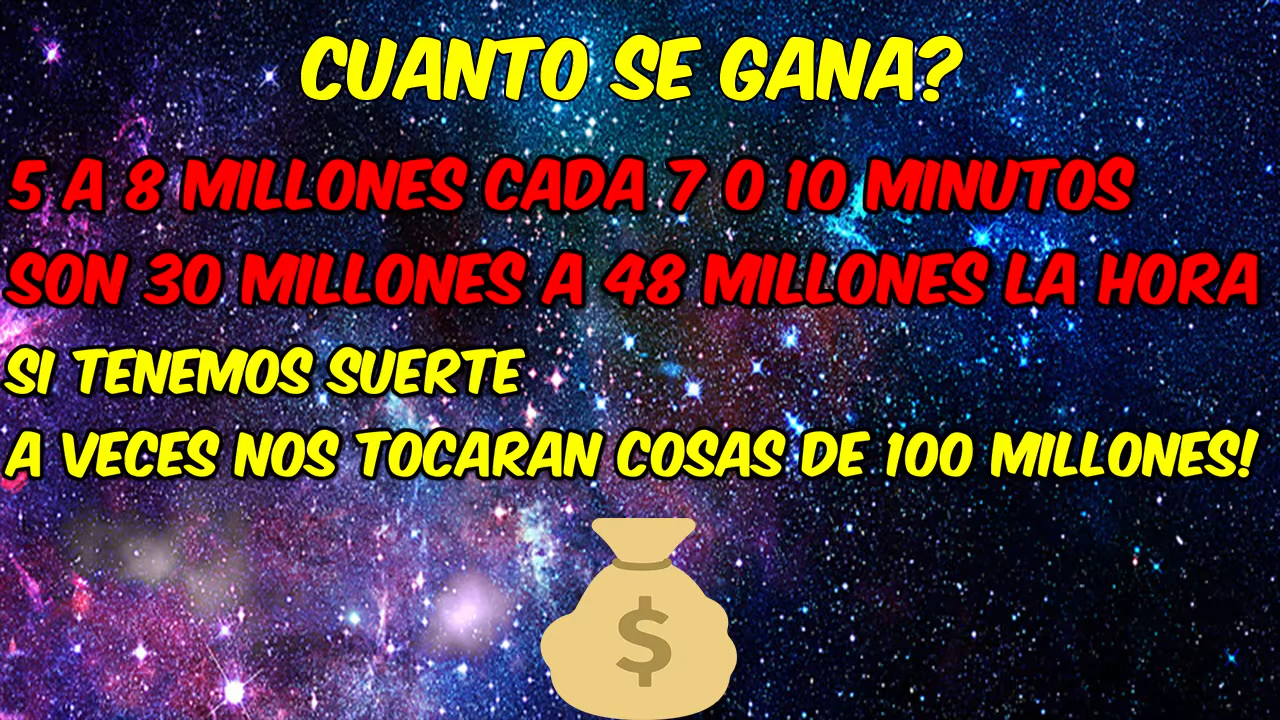 CUANTO SE GANA?
5 A 8 MILLONES CADA 7 O 10 MINUTOS
SON 30 MILLONES A 48 MILLONES LA HORA
SI TENEMOS SUERTE
A VECES NOS TOCARAN COSAS DE 100 MILLONES!
$